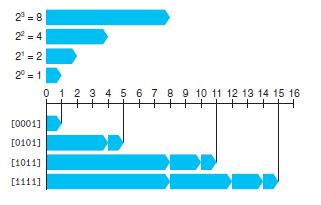 2³ = 8
2² = 4
2¹ = 2
2⁰ = 1
0 1 2 3 4 5 6 7 8 9 10 11 12 13 14 15 16
[0001]
[0101]
[1011]
[1111]